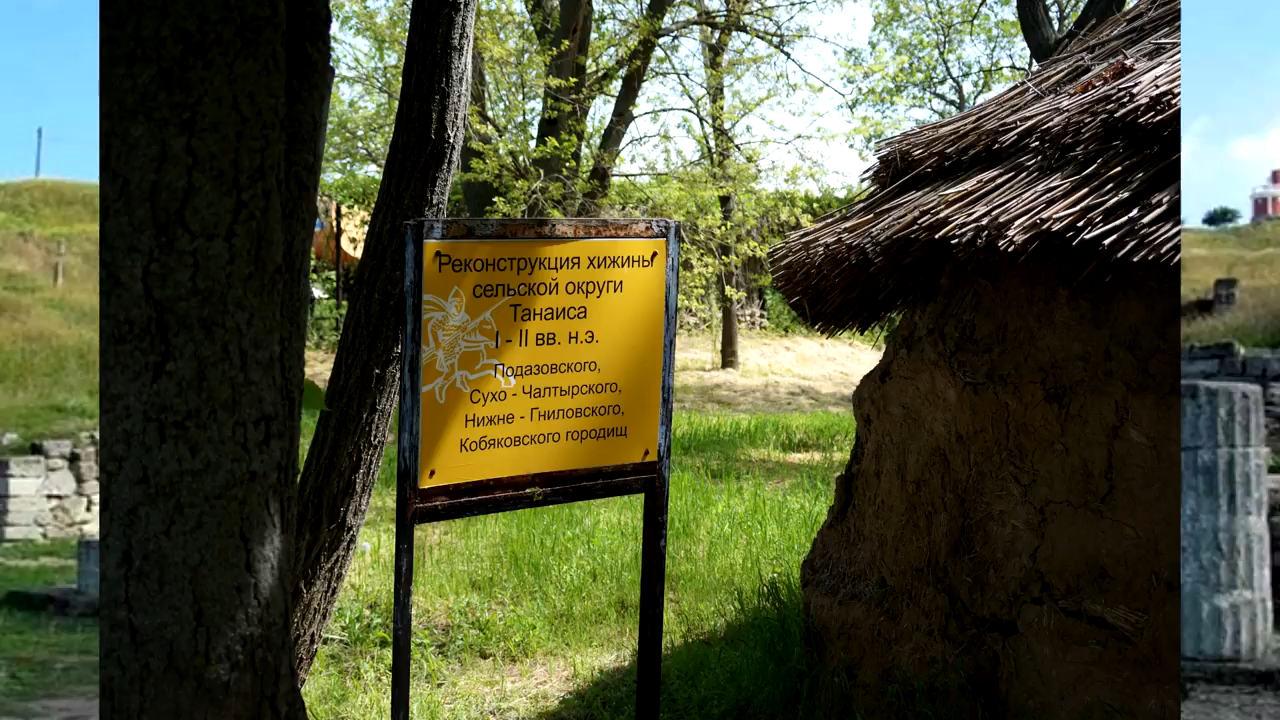 Реконструкция хижины
сельской округи
Танаиса
I - II вв. н.э.
Подазовского,
Сухо - Чалтырского,
Нижне - Гниловского,
Кобяковского городищ